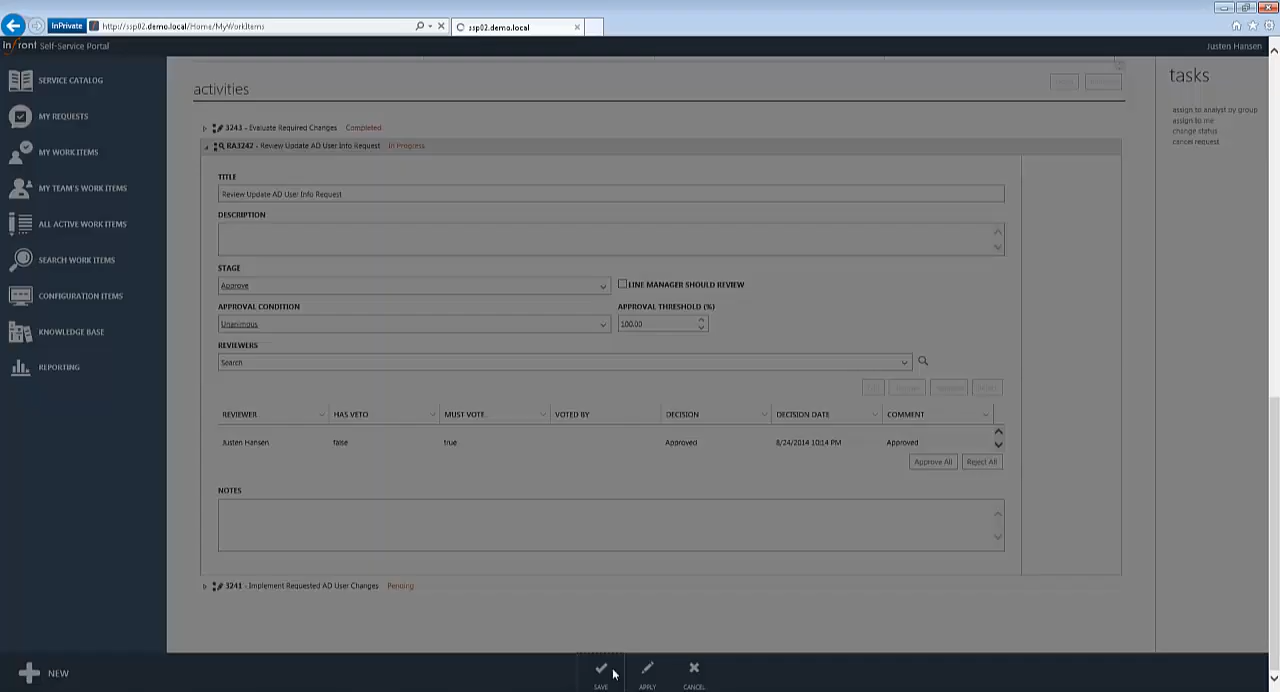 InPrivate http://ssp02.demo.local/Home/MyWorkItems ssp02.demo.local
infront Self-Service Portal Justen Hansen
SERVICE CATALOG
MY REQUESTS
MY WORK ITEMS
MY TEAM'S WORK ITEMS
ALL ACTIVE WORK ITEMS
SEARCH WORK ITEMS
CONFIGURATION ITEMS
KNOWLEDGE BASE
REPORTING
NEW
activities
3243 - Evaluate Required Changes Completed
RA3242 - Review Update AD User Info Request In Progress
TITLE
Review Update AD User Info Request
DESCRIPTION
STAGE
Approve
LINE MANAGER SHOULD REVIEW
APPROVAL CONDITION APPROVAL THRESHOLD (%)
Unanimous 100.00
REVIEWERS
Search
REVIEWER HAS VETO MUST VOTE VOTED BY DECISION DECISION DATE COMMENT
Justen Hansen false true Approved 8/24/2014 10:14 PM Approved
Approve All Reject All
NOTES
3241 - Implement Requested AD User Changes Pending
tasks
assign to analyst by group
assign to me
change status
cancel request
SAVE APPLY CANCEL